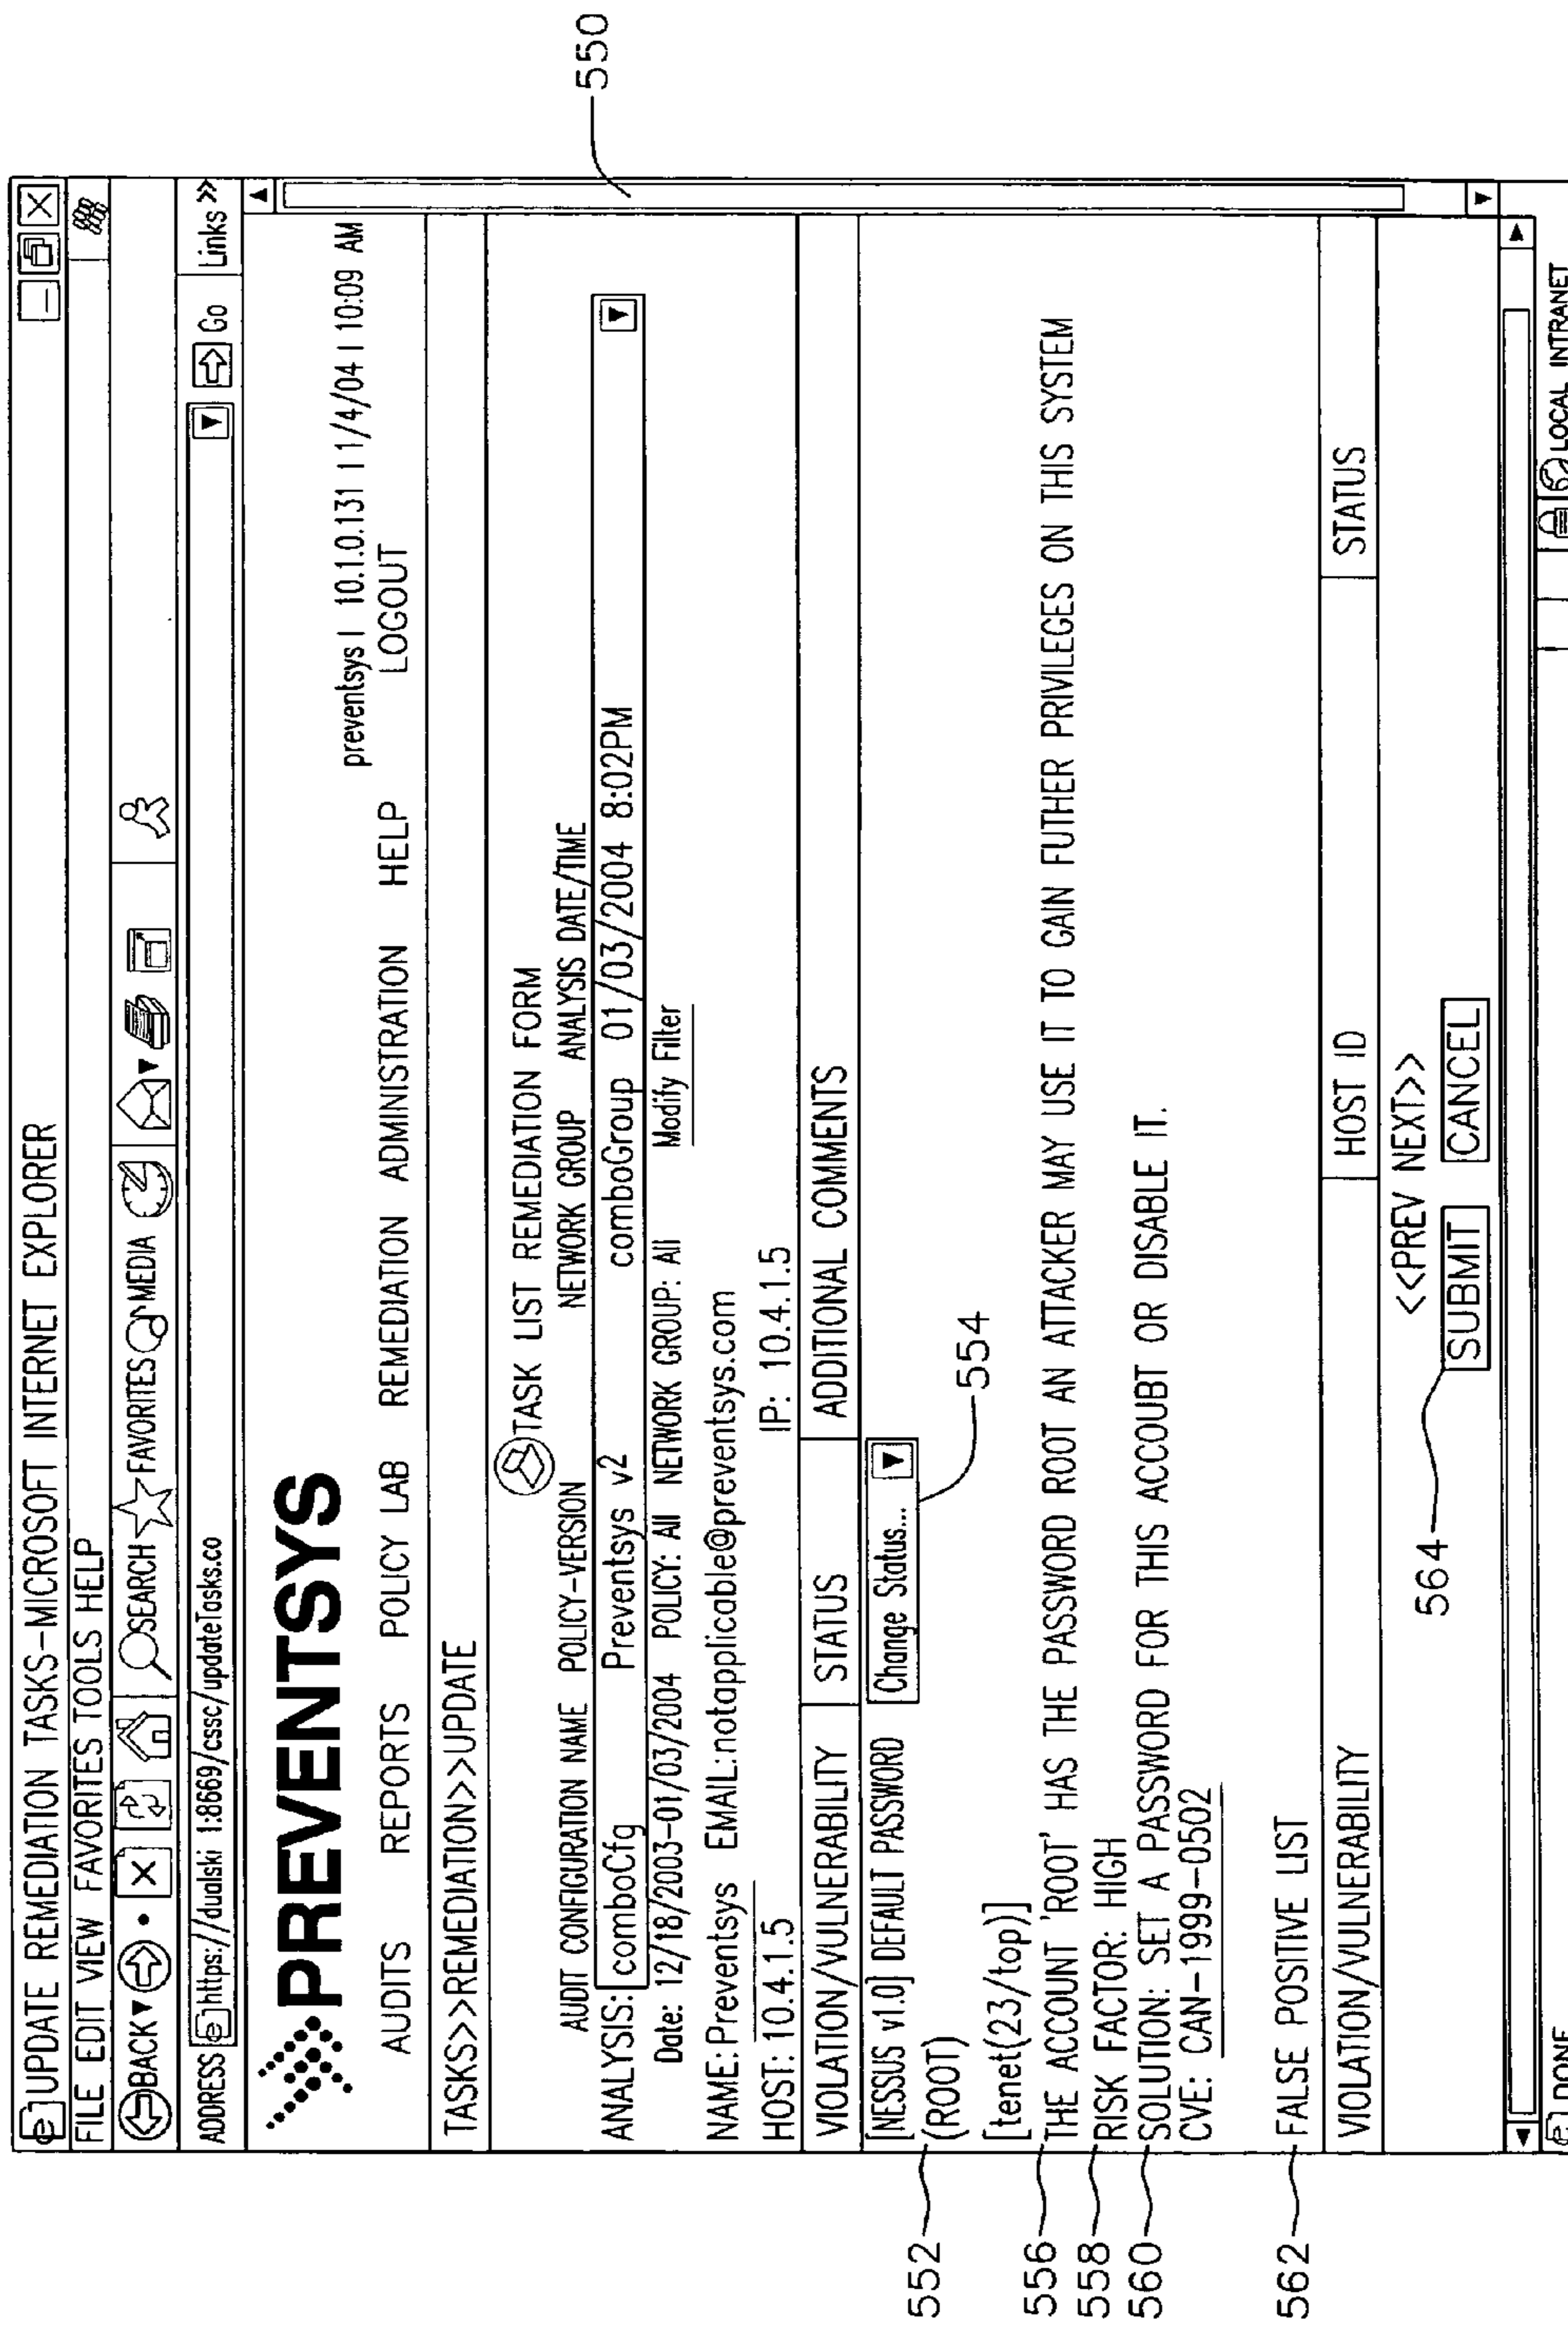 UPDATE REMEDIATION TASKS-MICROSOFT INTERNET EXPLORER
FILE EDIT VIEW FAVORITES TOOLS HELP
BACK SEARCH FAVORITES MEDIA
ADDRESS https://dualski 1:8669/cssc/updateTasks.co Go Links >>
PREVENTSYS
preventsys | 10.1.0.131 | 1/4/04 | 10:09 AM
AUDITS REPORTS POLICY LAB REMEDIATION ADMINISTRATION HELP LOGOUT
TASKS>>REMEDIATION>>UPDATE
TASK LIST REMEDIATION FORM
AUDIT CONFIGURATION NAME POLICY-VERSION NETWORK GROUP ANALYSIS DATE/TIME
ANALYSIS: comboCfg Preventsys v2 comboGroup 01/03/2004 8:02PM
Date: 12/18/2003-01/03/2004 POLICY: All NETWORK GROUP: All Modify Filter
NAME:Preventsys EMAIL:notapplicable@preventsys.com
HOST: 10.4.1.5 IP: 10.4.1.5
VIOLATION/VULNERABILITY STATUS ADDITIONAL COMMENTS
[NESSUS v1.0] DEFAULT PASSWORD Change Status...
(ROOT)
[tenet(23/top)]
THE ACCOUNT 'ROOT' HAS THE PASSWORD ROOT AN ATTACKER MAY USE IT TO GAIN FUTHER PRIVILEGES ON THIS SYSTEM
RISK FACTOR: HIGH
SOLUTION: SET A PASSWORD FOR THIS ACCOUBT OR DISABLE IT.
CVE: CAN-1999-0502
FALSE POSITIVE LIST
VIOLATION/VULNERABILITY HOST ID STATUS
<<PREV NEXT>>
SUBMIT CANCEL
DONE LOCAL INTRANET
550
552
554
556
558
560
562
564